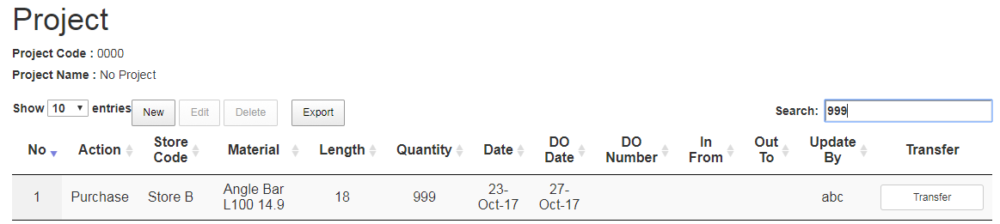 Project
Project Code : 0000
Project Name : No Project
Show 10 entries New Edit Delete Export Search: 999
No Action Store Code Material Length Quantity Date DO Date DO Number In From Out To Update By Transfer
1 Purchase Store B Angle Bar L100 14.9 18 999 23-Oct-17 27-Oct-17 abc Transfer